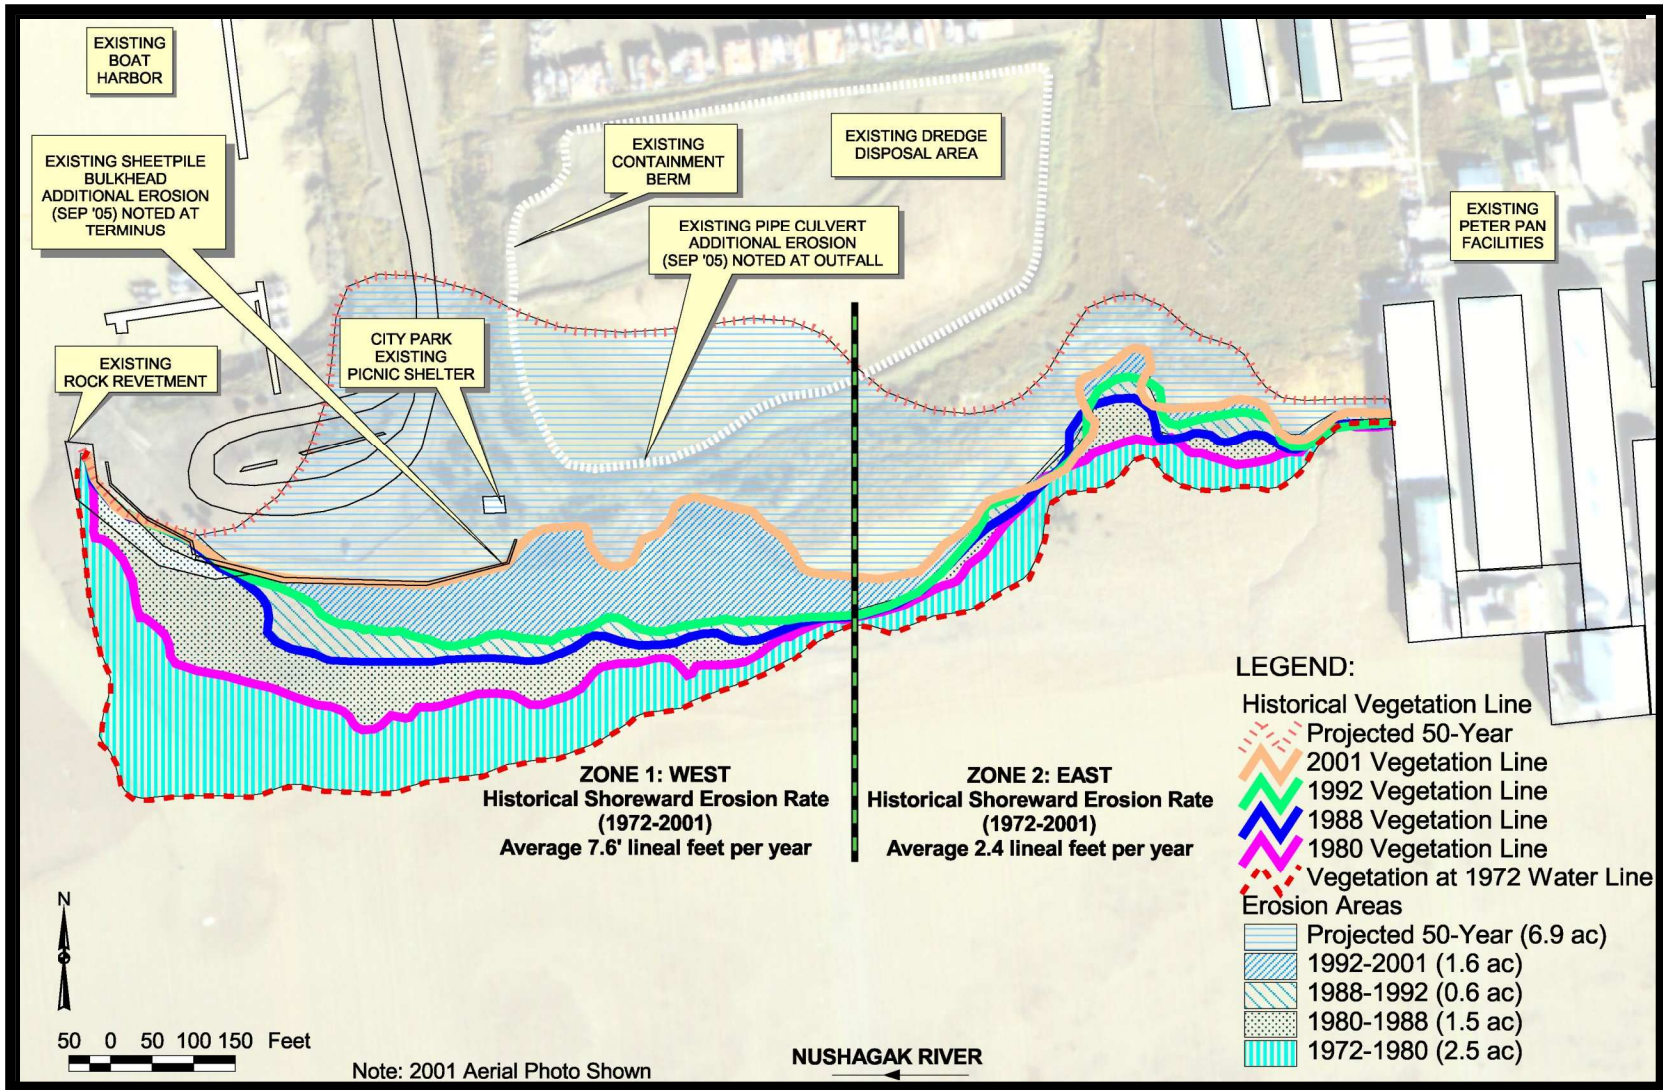 EXISTING
BOAT
HARBOR
EXISTING SHEETPILE
BULKHEAD
ADDITIONAL EROSION
(SEP '05) NOTED AT
TERMINUS
EXISTING
CONTAINMENT
BERM
EXISTING DREDGE
DISPOSAL AREA
EXISTING PIPE CULVERT
ADDITIONAL EROSION
(SEP '05) NOTED AT OUTFALL
EXISTING
PETER PAN
FACILITIES
EXISTING
ROCK REVETMENT
CITY PARK
EXISTING
PICNIC SHELTER
ZONE 1: WEST
Historical Shoreward Erosion Rate
(1972-2001)
Average 7.6' lineal feet per year
ZONE 2: EAST
Historical Shoreward Erosion Rate
(1972-2001)
Average 2.4 lineal feet per year
LEGEND:
Historical Vegetation Line
Projected 50-Year
2001 Vegetation Line
1992 Vegetation Line
1988 Vegetation Line
1980 Vegetation Line
Vegetation at 1972 Water Line
Erosion Areas
Projected 50-Year (6.9 ac)
1992-2001 (1.6 ac)
1988-1992 (0.6 ac)
1980-1988 (1.5 ac)
1972-1980 (2.5 ac)
N
50 0 50 100 150 Feet
Note: 2001 Aerial Photo Shown
NUSHAGAK RIVER